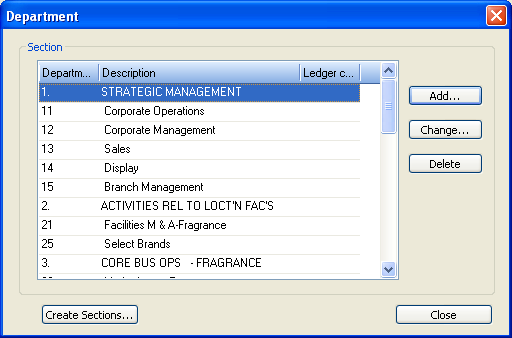 Department
Section
Departm... Description Ledger c...
1. STRATEGIC MANAGEMENT
11 Corporate Operations
12 Corporate Management
13 Sales
14 Display
15 Branch Management
2. ACTIVITIES REL TO LOCT'N FAC'S
21 Facilities M & A-Fragrance
25 Select Brands
3. CORE BUS OPS - FRAGRANCE
Add...
Change...
Delete
Create Sections...
Close